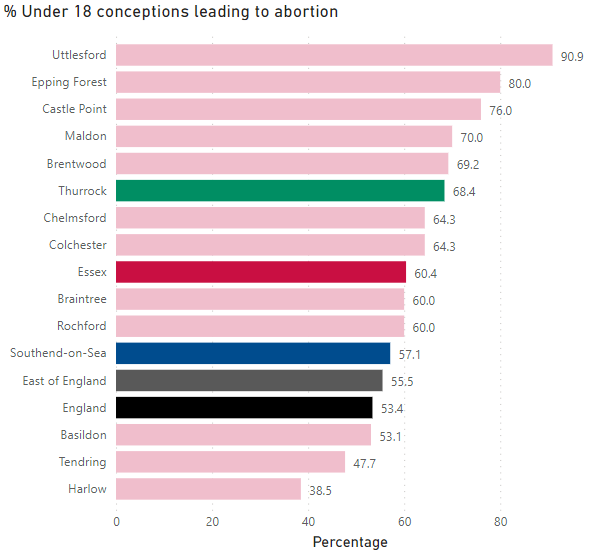 % Under 18 conceptions leading to abortion
Uttlesford 90.9
Epping Forest 80.0
Castle Point 76.0
Maldon 70.0
Brentwood 69.2
Thurrock 68.4
Chelmsford 64.3
Colchester 64.3
Essex 60.4
Braintree 60.0
Rochford 60.0
Southend-on-Sea 57.1
East of England 55.5
England 53.4
Basildon 53.1
Tendring 47.7
Harlow 38.5
0 20 40 60 80
Percentage